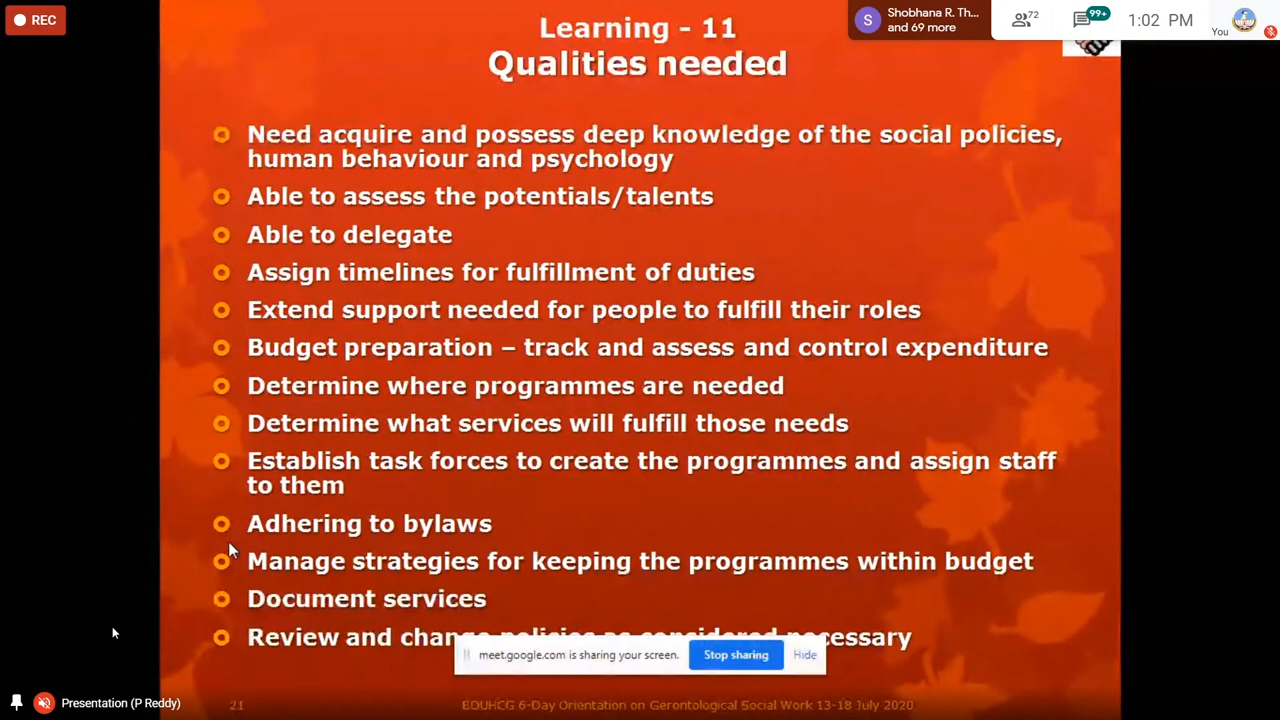 REC
Learning - 11
Qualities needed
Shobhana R. Th...
and 69 more
72
99+
1:02 PM
You
Need acquire and possess deep knowledge of the social policies,
human behaviour and psychology
Able to assess the potentials/talents
Able to delegate
Assign timelines for fulfillment of duties
Extend support needed for people to fulfill their roles
Budget preparation – track and assess and control expenditure
Determine where programmes are needed
Determine what services will fulfill those needs
Establish task forces to create the programmes and assign staff
to them
Adhering to bylaws
Manage strategies for keeping the programmes within budget
Document services
Review and change policies as considered necessary
meet.google.com is sharing your screen.
Stop sharing
Hide
Presentation (P Reddy)
21
EDUHCG 6-Day Orientation on Gerontological Social Work 13-18 July 2020